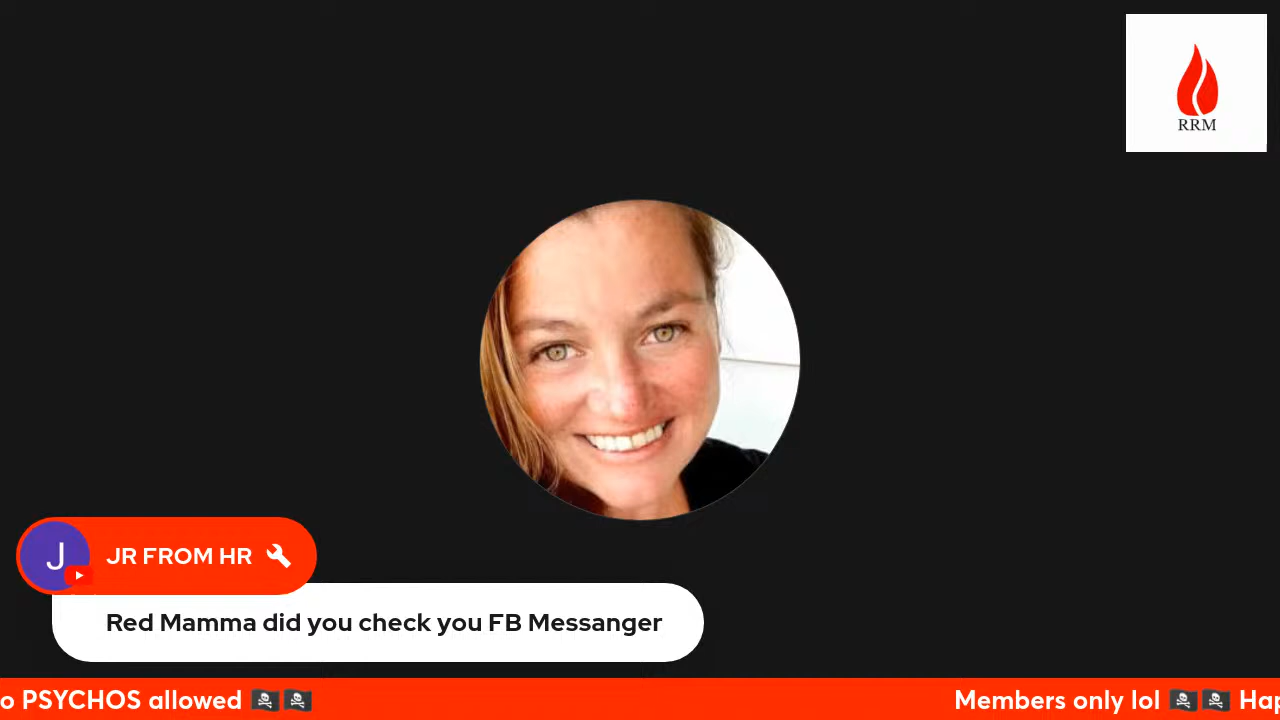 RRM
J JR FROM HR
Red Mamma did you check you FB Messanger
o PSYCHOS allowed ☠️☠️ Members only lol ☠️☠️ Hap